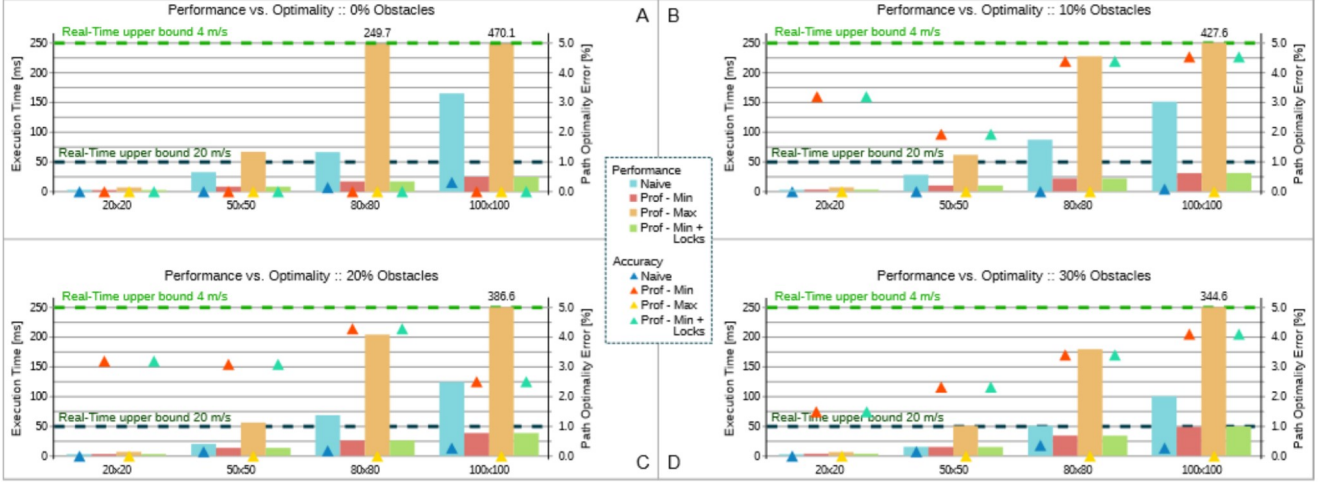 Performance vs. Optimality :: 0% Obstacles
A
Real-Time upper bound 4 m/s
249.7
470.1
Execution Time [ms]
250
200
150
100
50
0
Real-Time upper bound 20 m/s
5.0
4.0
3.0
2.0
1.0
0.0
Path Optimality Error [%]
20x20
50x50
80x80
100x100
B
Performance vs. Optimality :: 10% Obstacles
Real-Time upper bound 4 m/s
427.6
Execution Time [ms]
250
200
150
100
50
0
Real-Time upper bound 20 m/s
5.0
4.0
3.0
2.0
1.0
0.0
Path Optimality Error [%]
20x20
50x50
80x80
100x100
Performance
Naive
Prof - Min
Prof - Max
Prof - Min +
Locks
Accuracy
Naive
Prof - Min
Prof - Max
Prof - Min +
Locks
Performance vs. Optimality :: 20% Obstacles
Real-Time upper bound 4 m/s
386.6
Execution Time [ms]
250
200
150
100
50
0
Real-Time upper bound 20 m/s
5.0
4.0
3.0
2.0
1.0
0.0
Path Optimality Error [%]
20x20
50x50
80x80
100x100
C
D
Performance vs. Optimality :: 30% Obstacles
Real-Time upper bound 4 m/s
344.6
Execution Time [ms]
250
200
150
100
50
0
Real-Time upper bound 20 m/s
5.0
4.0
3.0
2.0
1.0
0.0
Path Optimality Error [%]
20x20
50x50
80x80
100x100